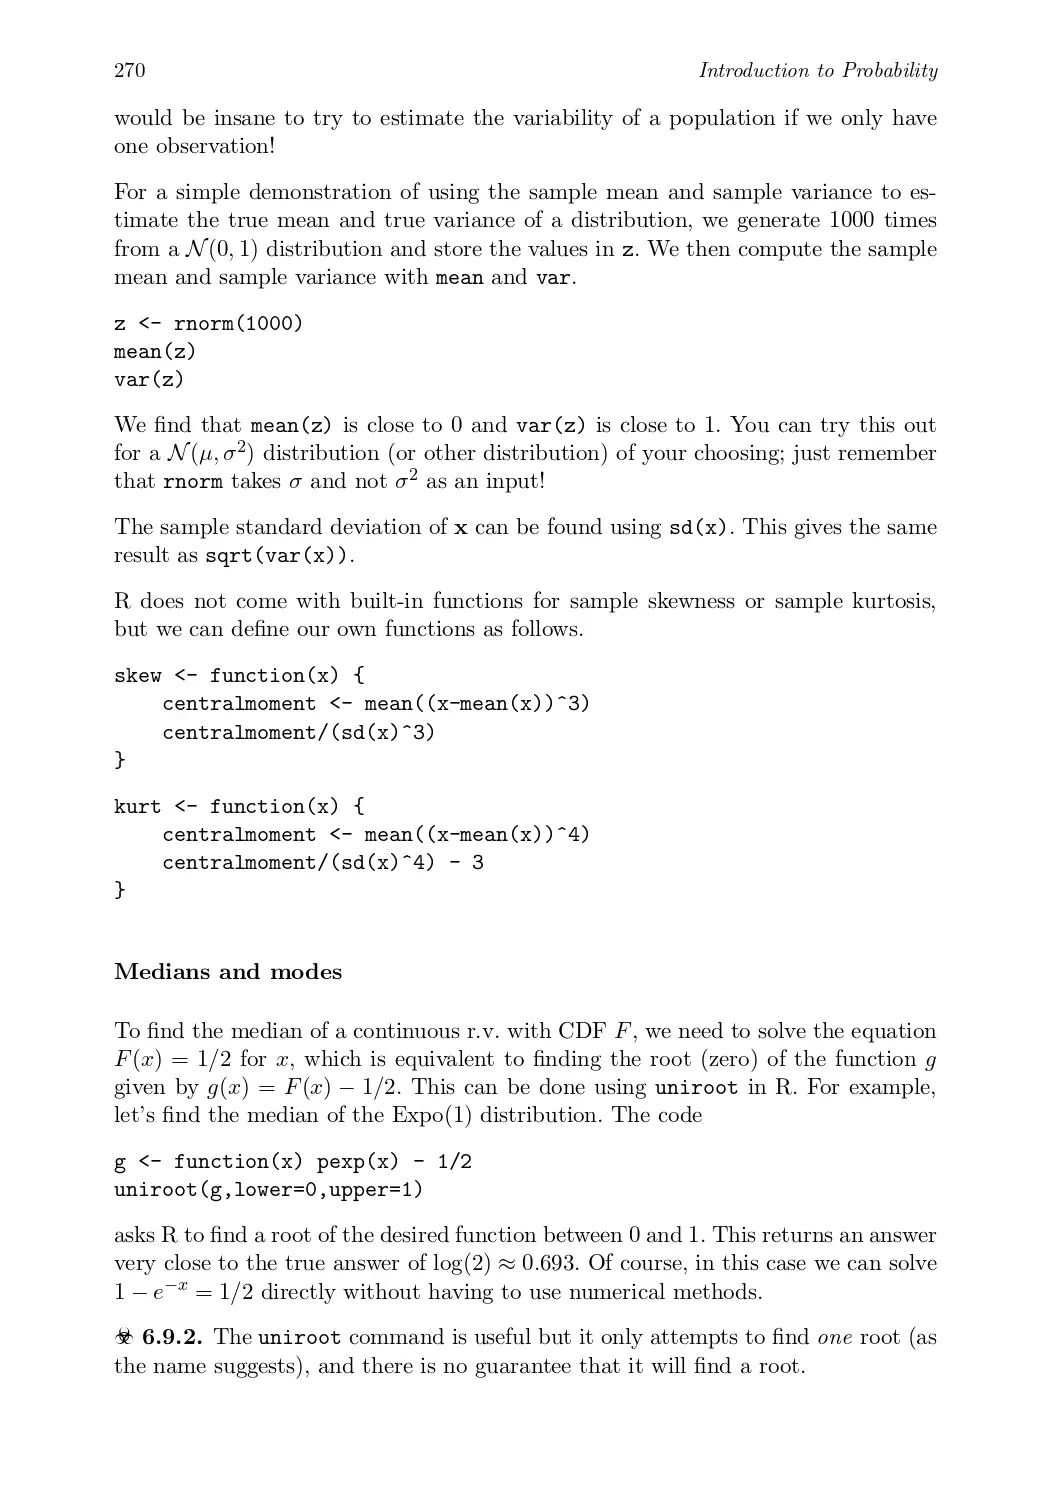 270 Introduction to Probability
would be insane to try to estimate the variability of a population if we only have
one observation!
For a simple demonstration of using the sample mean and sample variance to es-
timate the true mean and true variance of a distribution, we generate 1000 times
from a 𝒩(0, 1) distribution and store the values in z. We then compute the sample
mean and sample variance with mean and var.
z <- rnorm(1000)
mean(z)
var(z)
We find that mean(z) is close to 0 and var(z) is close to 1. You can try this out
for a 𝒩(μ, σ²) distribution (or other distribution) of your choosing; just remember
that rnorm takes σ and not σ² as an input!
The sample standard deviation of x can be found using sd(x). This gives the same
result as sqrt(var(x)).
R does not come with built-in functions for sample skewness or sample kurtosis,
but we can define our own functions as follows.
skew <- function(x) {
    centralmoment <- mean((x-mean(x))^3)
    centralmoment/(sd(x)^3)
}
kurt <- function(x) {
    centralmoment <- mean((x-mean(x))^4)
    centralmoment/(sd(x)^4) - 3
}
Medians and modes
To find the median of a continuous r.v. with CDF F, we need to solve the equation
F(x) = 1/2 for x, which is equivalent to finding the root (zero) of the function g
given by g(x) = F(x) − 1/2. This can be done using uniroot in R. For example,
let's find the median of the Expo(1) distribution. The code
g <- function(x) pexp(x) - 1/2
uniroot(g,lower=0,upper=1)
asks R to find a root of the desired function between 0 and 1. This returns an answer
very close to the true answer of log(2) ≈ 0.693. Of course, in this case we can solve
1 − e⁻ˣ = 1/2 directly without having to use numerical methods.
☣ 6.9.2. The uniroot command is useful but it only attempts to find one root (as
the name suggests), and there is no guarantee that it will find a root.